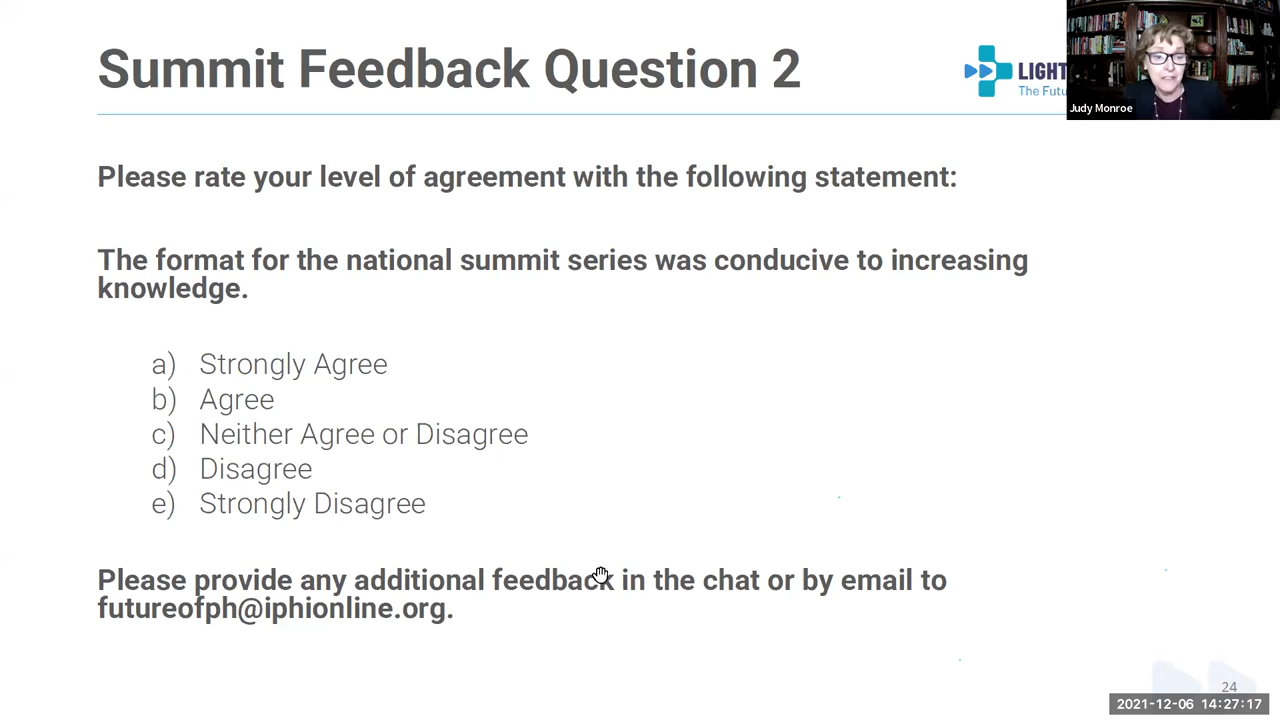 Summit Feedback Question 2
LIGHT
The Futu
Judy Monroe
Please rate your level of agreement with the following statement:
The format for the national summit series was conducive to increasing
knowledge.
a) Strongly Agree
b) Agree
c) Neither Agree or Disagree
d) Disagree
e) Strongly Disagree
Please provide any additional feedback in the chat or by email to
futureofph@iphionline.org.
24
2021-12-06 14:27:17